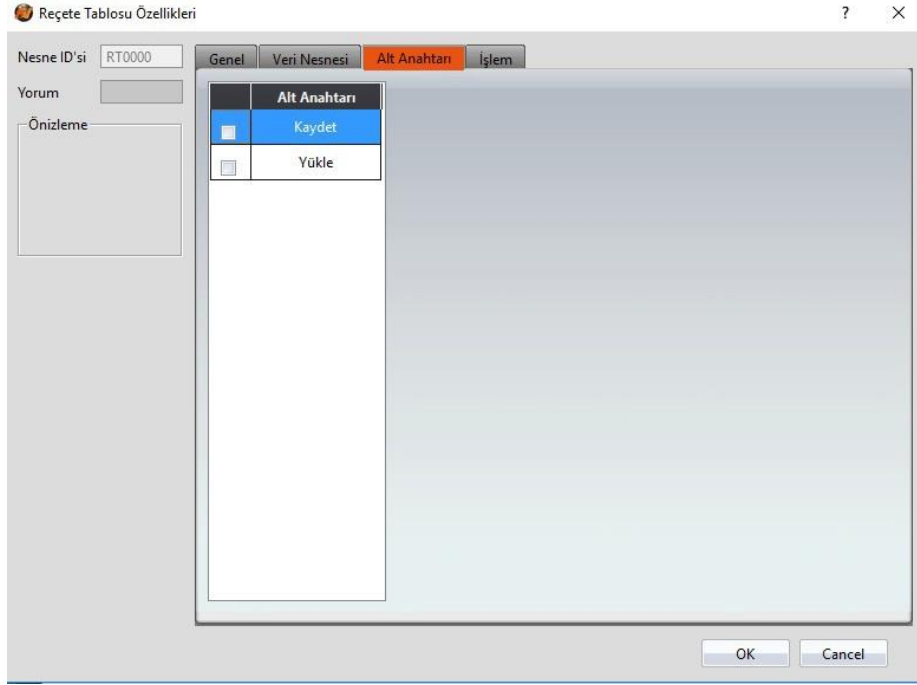 Reçete Tablosu Özellikleri
?
Nesne ID'si RT0000
Yorum
Önizleme
Genel Veri Nesnesi Alt Anahtarı İşlem
Alt Anahtarı
Kaydet
Yükle
OK Cancel